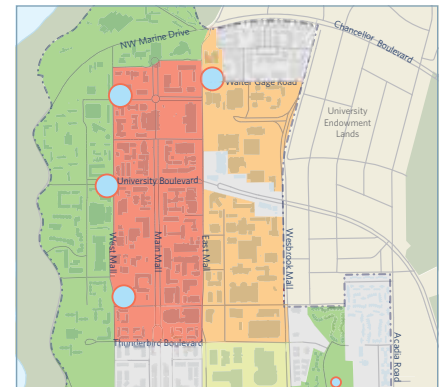 NW Marine Drive
Chancellor Boulevard
Walter Gage Road
University
Endowment
Lands
University Boulevard
West Mall
Main Mall
East Mall
Wesbrook Mall
Thunderbird Boulevard
Acadia Road